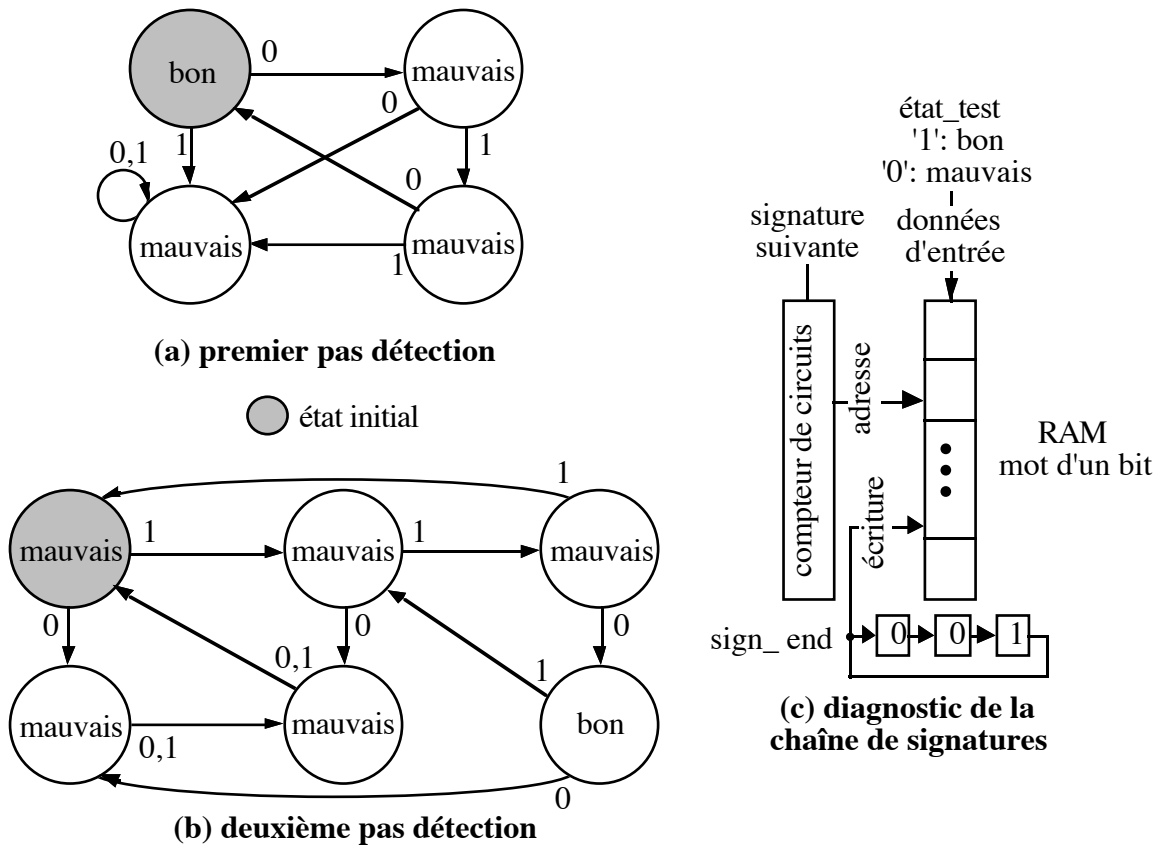 0
bon
mauvais
0
1
1
0,1
0
mauvais
mauvais
1
(a) premier pas détection
état initial
1
mauvais
1
mauvais
1
mauvais
0
0
0
0,1
1
mauvais
mauvais
bon
0,1
0
(b) deuxième pas détection
état_test
'1': bon
'0': mauvais
signature
suivante
données
d'entrée
compteur de circuits
adresse
écriture
RAM
mot d'un bit
sign_ end
0
0
1
(c) diagnostic de la
chaîne de signatures